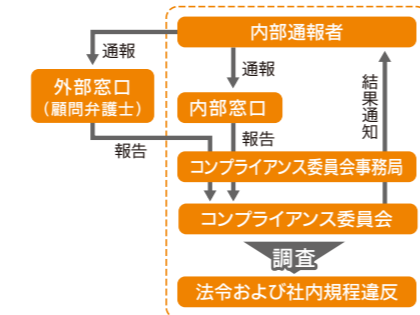 内部通報者
通報
通報
外部窓口
（顧問弁護士）
内部窓口
結果通知
報告
報告
コンプライアンス委員会事務局
コンプライアンス委員会
調査
法令および社内規程違反